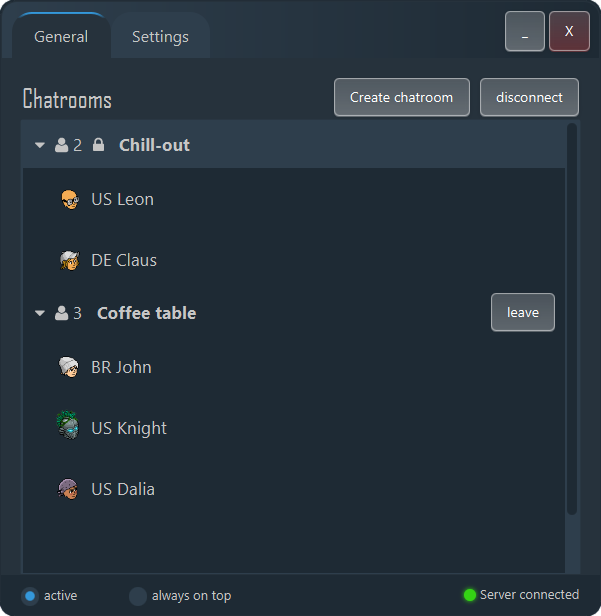 General
Settings
_
X
Chatrooms
Create chatroom
disconnect
2 Chill-out
US Leon
DE Claus
3 Coffee table
leave
BR John
US Knight
US Dalia
active
always on top
Server connected